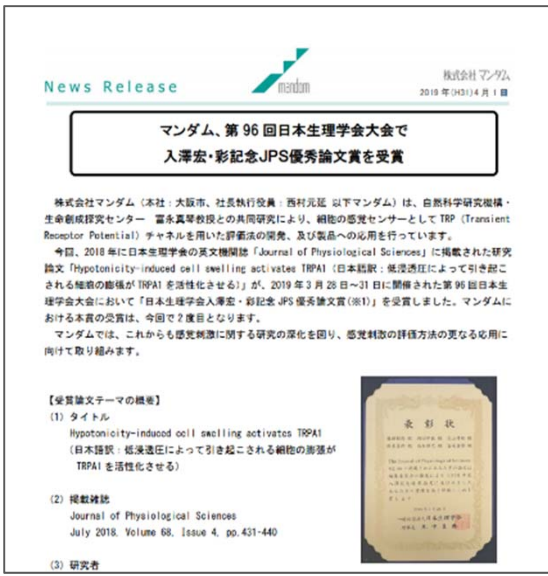 News Release
mandom
株式会社 マンダム
2019 年(H31)4 月 1 日
マンダム、第 96 回日本生理学会大会で
入澤宏・彩記念JPS優秀論文賞を受賞
株式会社マンダム（本社：大阪市、社長執行役員：西村元延 以下マンダム）は、自然科学研究機構・
生命創成探究センター 富永真琴教授との共同研究により、細胞の感覚センサーとして TRP（Transient
Receptor Potential）チャネルを用いた評価法の開発、及び製品への応用を行っています。
今回、2018 年に日本生理学会の英文機関誌「Journal of Physiological Sciences」に掲載された研究
論文「Hypotonicity-induced cell swelling activates TRPA1（日本語訳：低浸透圧によって引き起こ
される細胞の膨張が TRPA1 を活性化させる）」が、2019 年 3 月 28 日～31 日に開催された第 96 回日本生
理学会大会において「日本生理学会入澤宏・彩記念 JPS 優秀論文賞(※1)」を受賞しました。マンダムに
おける本賞の受賞は、今回で 2 度目となります。
マンダムでは、これからも感覚刺激に関する研究の深化を図り、感覚刺激の評価方法の更なる応用に
向けて取り組みます。
【受賞論文テーマの概要】
(1) タイトル
Hypotonicity-induced cell swelling activates TRPA1
（日本語訳：低浸透圧によって引き起こされる細胞の膨張が
TRPA1 を活性化させる）
(2) 掲載雑誌
Journal of Physiological Sciences
July 2018, Volume 68, Issue 4, pp.431-440
(3) 研究者
表彰状